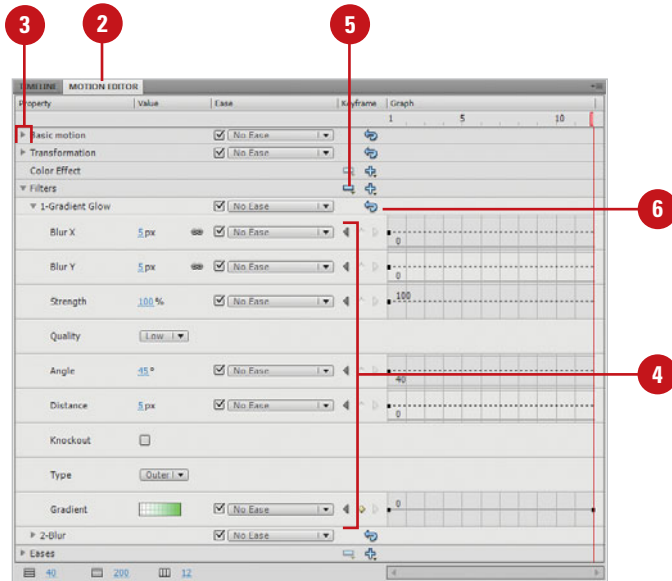 3
2
5
TIMELINE MOTION EDITOR
Property Value Ease Keyframe Graph
1 5 10
Basic motion No Ease
Transformation No Ease
Color Effect
Filters
1-Gradient Glow No Ease
6
Blur X 5 px No Ease 0
Blur Y 5 px No Ease 0
Strength 100 % No Ease 100
Quality Low
4
Angle 45° No Ease 40
Distance 5 px No Ease 0
Knockout
Type Outer
Gradient No Ease 0
2-Blur No Ease
Eases
40 200 12